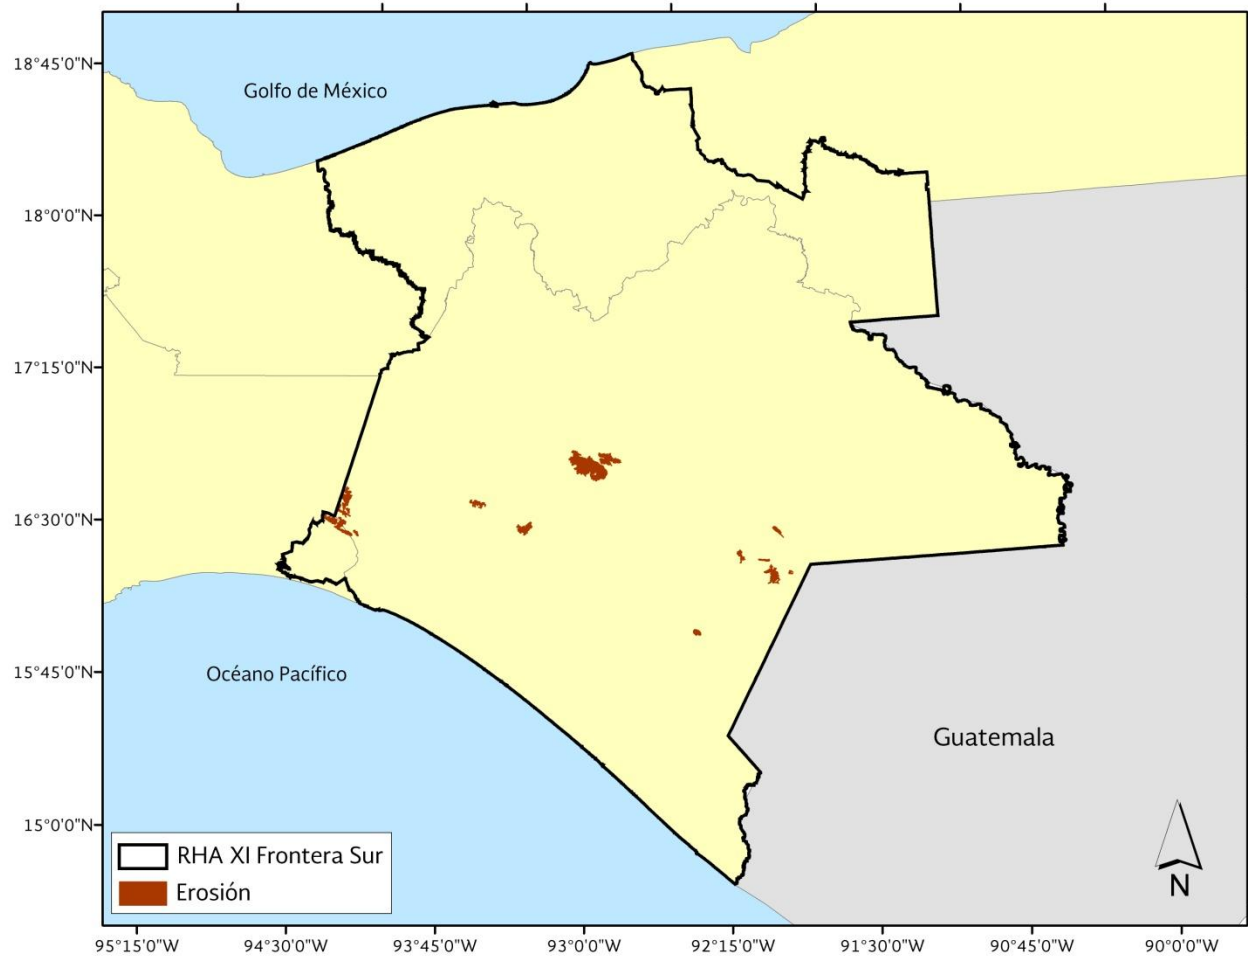 18°45'0"N
Golfo de México
18°0'0"N
17°15'0"N
16°30'0"N
15°45'0"N
Océano Pacífico
Guatemala
15°0'0"N
RHA XI Frontera Sur
Erosión
N
95°15'0"W 94°30'0"W 93°45'0"W 93°0'0"W 92°15'0"W 91°30'0"W 90°45'0"W 90°0'0"W